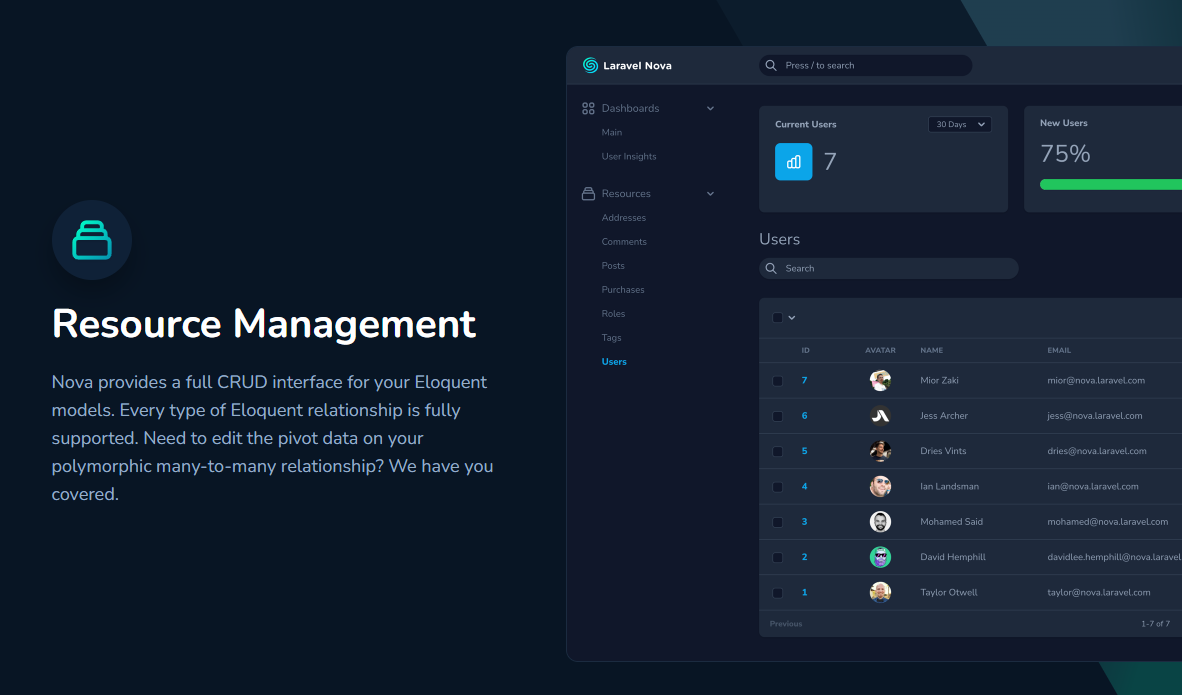 Resource Management
Nova provides a full CRUD interface for your Eloquent
models. Every type of Eloquent relationship is fully
supported. Need to edit the pivot data on your
polymorphic many-to-many relationship? We have you
covered.
Laravel Nova
Press / to search
Dashboards
Main
User Insights
Resources
Addresses
Comments
Posts
Purchases
Roles
Tags
Users
Current Users
30 Days
7
New Users
75%
Users
Search
ID AVATAR NAME EMAIL
7 Mior Zaki mior@nova.laravel.com
6 Jess Archer jess@nova.laravel.com
5 Dries Vints dries@nova.laravel.com
4 Ian Landsman ian@nova.laravel.com
3 Mohamed Said mohamed@nova.laravel.com
2 David Hemphill davidlee.hemphill@nova.laravel
1 Taylor Otwell taylor@nova.laravel.com
Previous 1-7 of 7